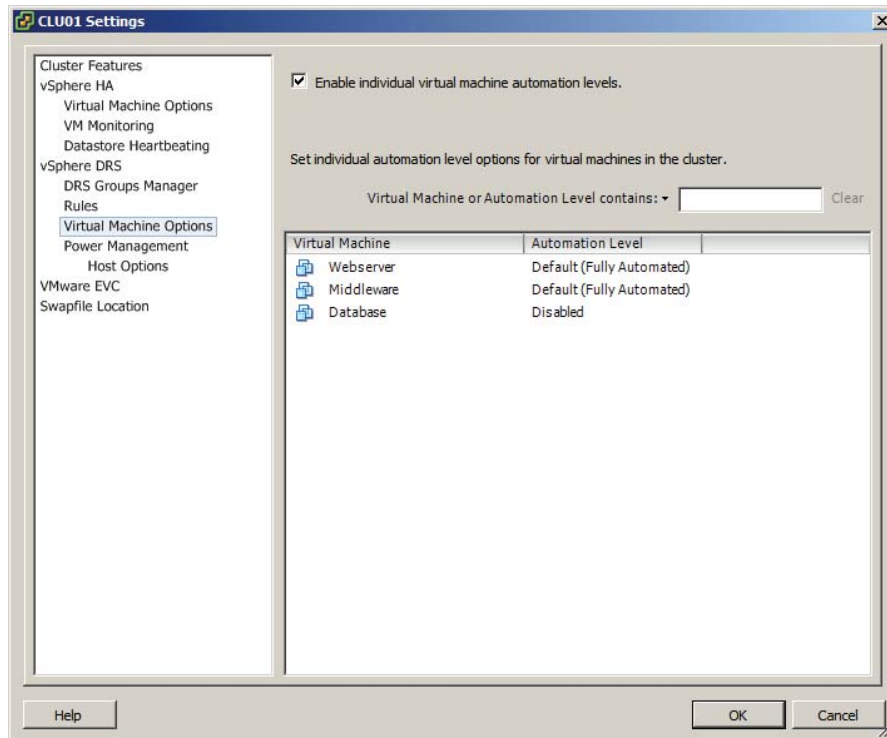 CLU01 Settings
Cluster Features
vSphere HA
Virtual Machine Options
VM Monitoring
Datastore Heartbeating
vSphere DRS
DRS Groups Manager
Rules
Virtual Machine Options
Power Management
Host Options
VMware EVC
Swapfile Location
Enable individual virtual machine automation levels.
Set individual automation level options for virtual machines in the cluster.
Virtual Machine or Automation Level contains: Clear
Virtual Machine Automation Level
Webserver Default (Fully Automated)
Middleware Default (Fully Automated)
Database Disabled
Help OK Cancel